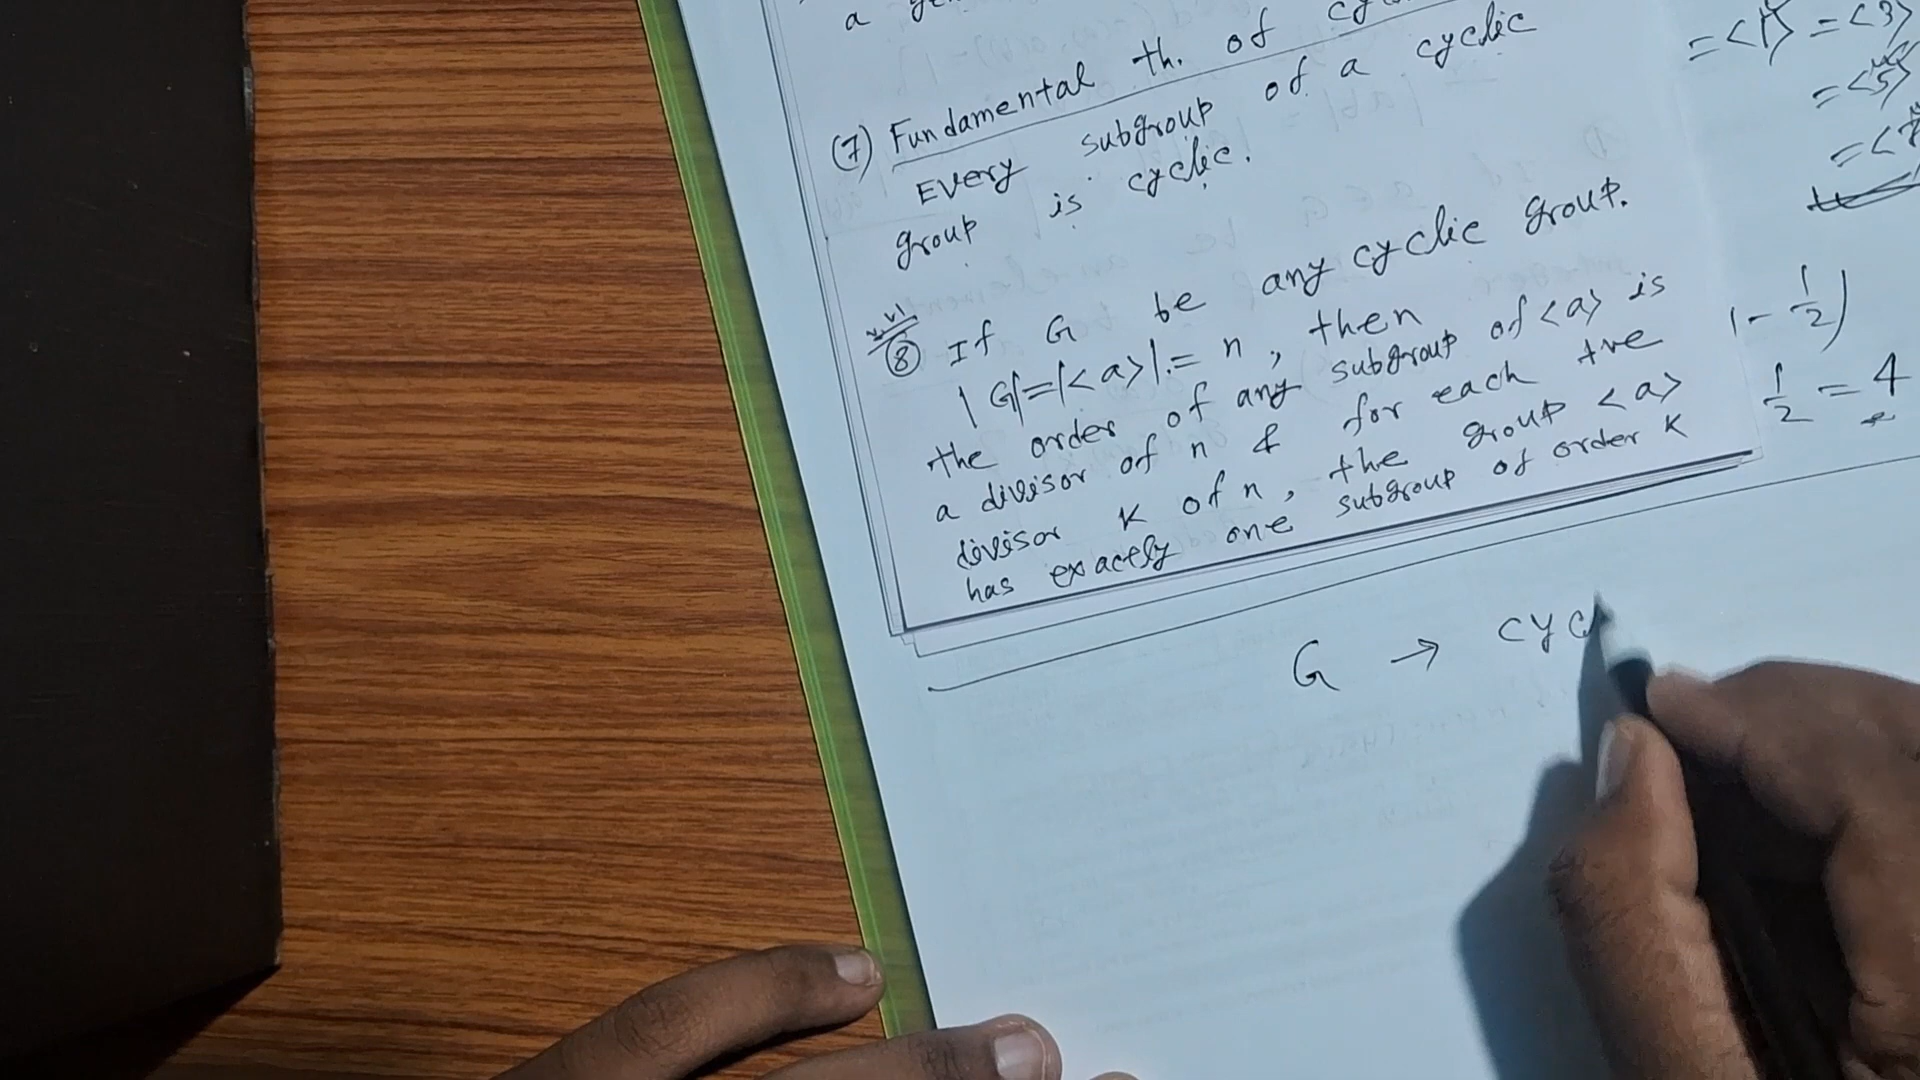 a
(7) Fundamental th. of
Every subgroup of a cyclic
group is cyclic.
(8) If G be any cyclic group.
|G|=|<a>|= n, then
the order of any subgroup of <a> is
a divisor of n & for each +ve
divisor K of n, the group <a>
has exactly one subgroup of order K
G → cyc
= <1> = <3>
= <5>
= <7
1 - 1/2)
1/2 = 4